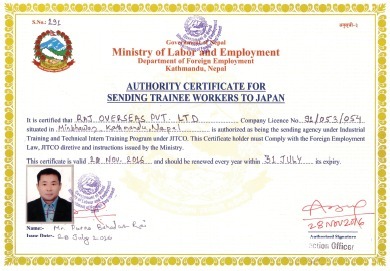 S.No.: 291
अनुसूची-१
Government of Nepal
Ministry of Labor and Employment
Department of Foreign Employment
Kathmandu, Nepal
AUTHORITY CERTIFICATE FOR
SENDING TRAINEE WORKERS TO JAPAN
It is certified that RAJ OVERSEAS PVT. LTD Company Licence No. 91/053/054
situated in Minbhawan, Kathmandu, Nepal is authorized as being the sending agency under Industrial
Training and Technical Intern Training Program under JITCO. This Certificate holder must Comply with the Foreign Employment
Law, JITCO diretive and instructions issued by the Ministry.
This certificate is valid 28 NOV. 2016 and should be renewed every year within 31 JULY its expiry.
Name:- Mr. Purna Bahadur Rai
Issue Date:- 28 July 2016
28 NOV 2016
Authorized Signature
ction Officer